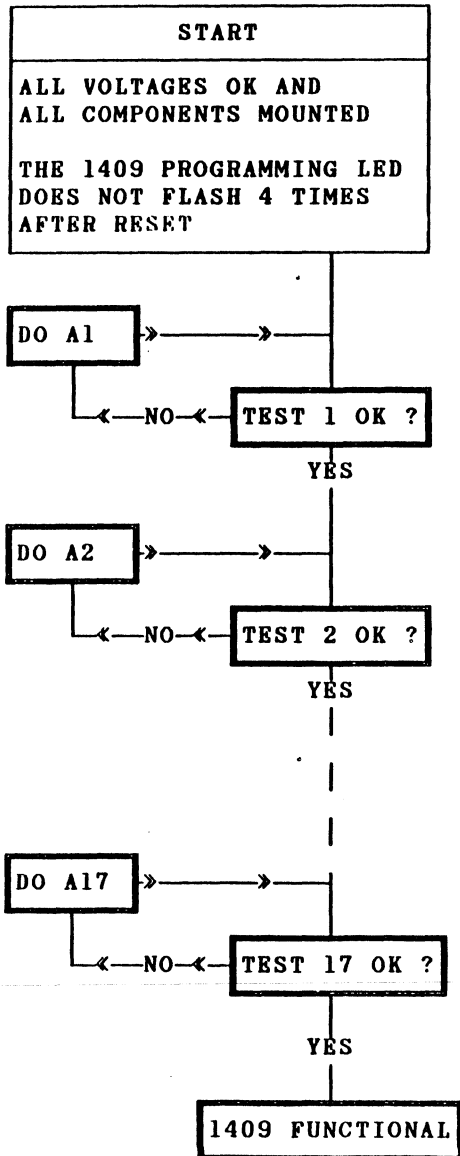 START
ALL VOLTAGES OK AND
ALL COMPONENTS MOUNTED
THE 1409 PROGRAMMING LED
DOES NOT FLASH 4 TIMES
AFTER RESET
DO A1
NO
TEST 1 OK ?
YES
DO A2
NO
TEST 2 OK ?
YES
DO A17
NO
TEST 17 OK ?
YES
1409 FUNCTIONAL